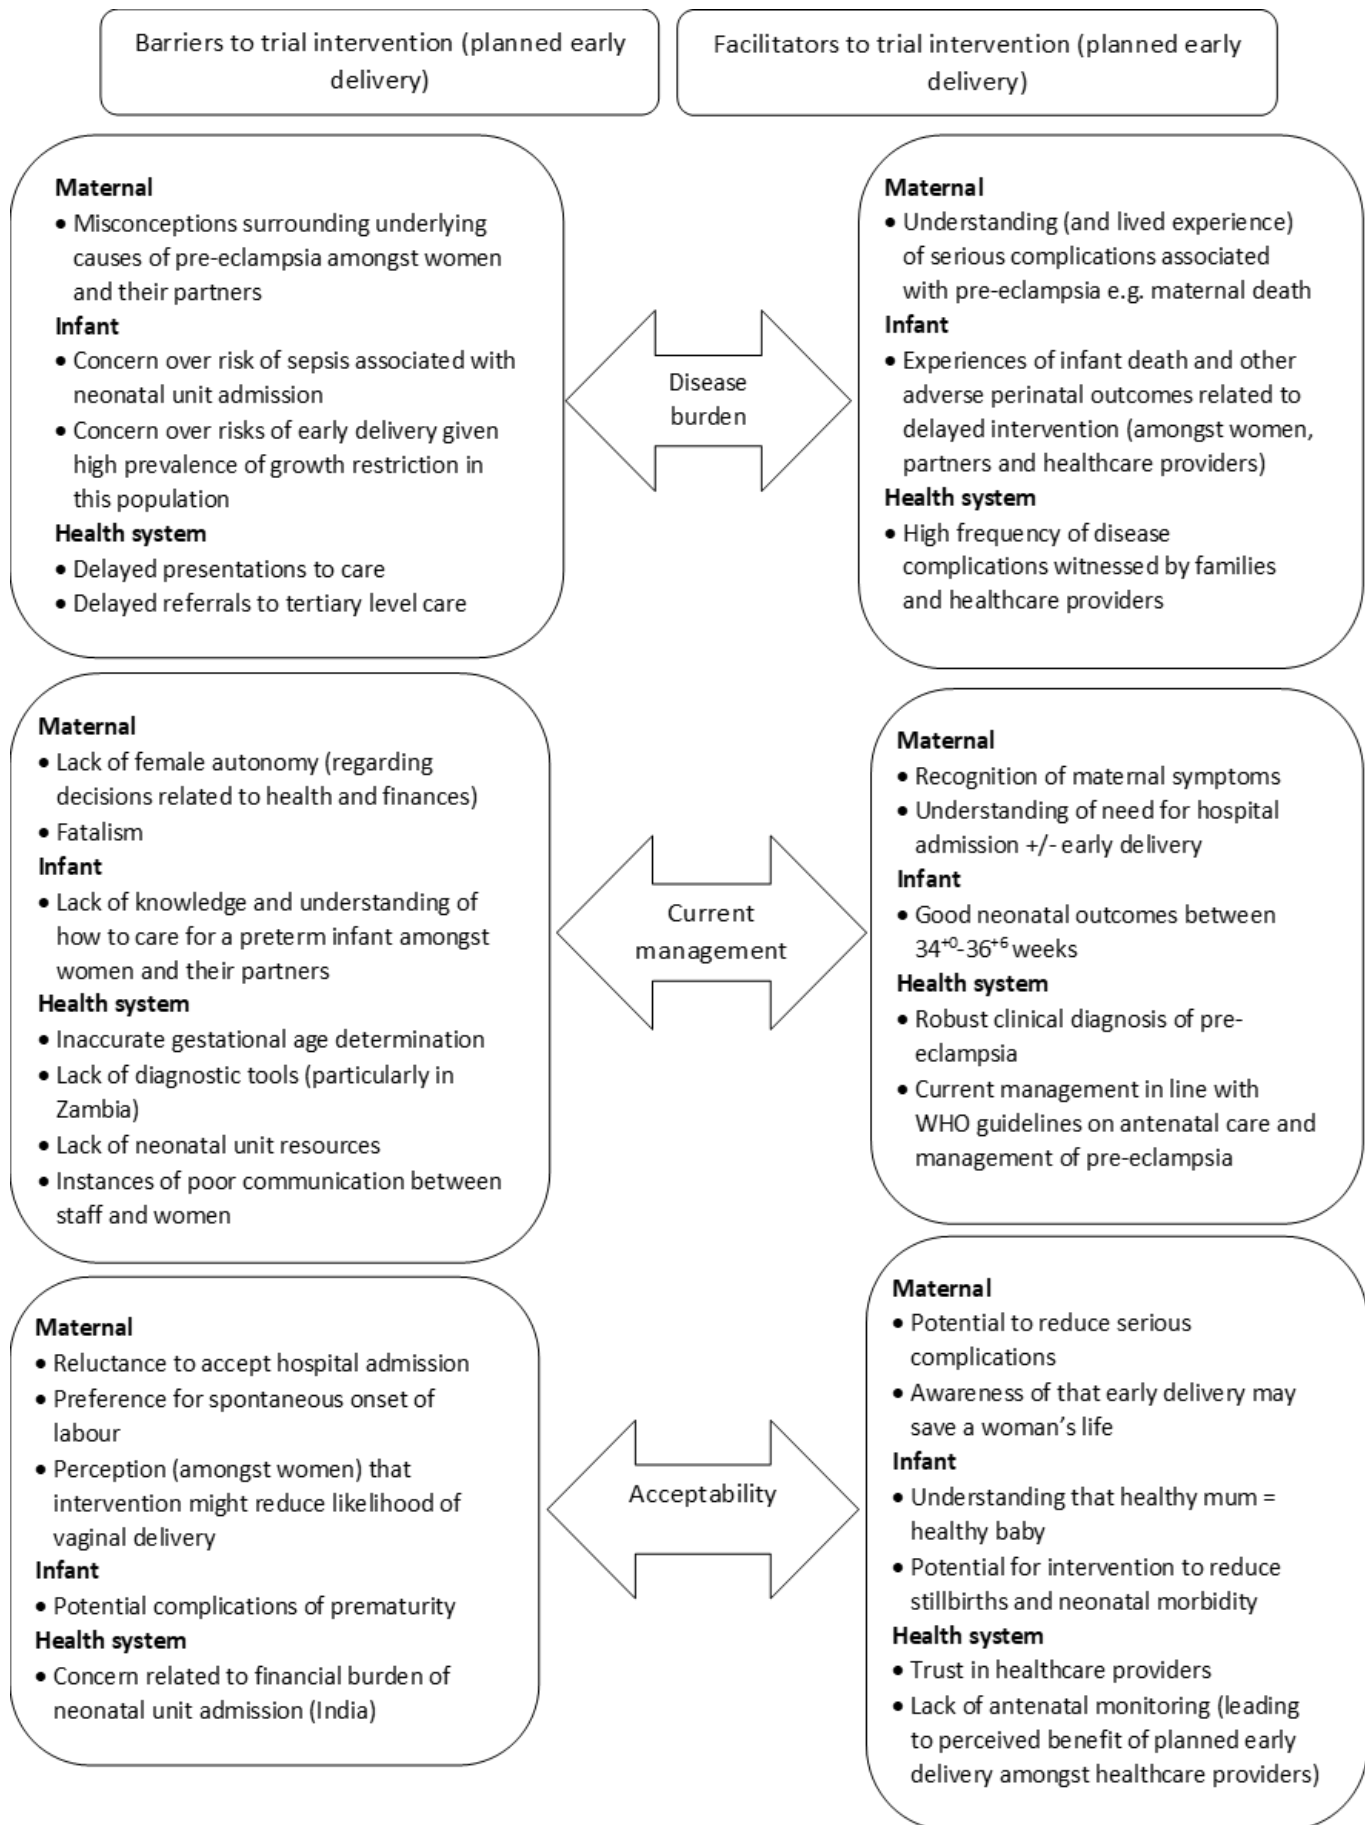 Barriers to trial intervention (planned early
delivery)
Facilitators to trial intervention (planned early
delivery)
Maternal
• Misconceptions surrounding underlying
causes of pre-eclampsia amongst women
and their partners
Infant
• Concern over risk of sepsis associated with
neonatal unit admission
• Concern over risks of early delivery given
high prevalence of growth restriction in
this population
Health system
• Delayed presentations to care
• Delayed referrals to tertiary level care
Disease
burden
Maternal
• Understanding (and lived experience)
of serious complications associated
with pre-eclampsia e.g. maternal death
Infant
• Experiences of infant death and other
adverse perinatal outcomes related to
delayed intervention (amongst women,
partners and healthcare providers)
Health system
• High frequency of disease
complications witnessed by families
and healthcare providers
Maternal
• Lack of female autonomy (regarding
decisions related to health and finances)
• Fatalism
Infant
• Lack of knowledge and understanding of
how to care for a preterm infant amongst
women and their partners
Health system
• Inaccurate gestational age determination
• Lack of diagnostic tools (particularly in
Zambia)
• Lack of neonatal unit resources
• Instances of poor communication between
staff and women
Current
management
Maternal
• Recognition of maternal symptoms
• Understanding of need for hospital
admission +/- early delivery
Infant
• Good neonatal outcomes between
34⁺⁰-36⁺⁶ weeks
Health system
• Robust clinical diagnosis of pre-
eclampsia
• Current management in line with
WHO guidelines on antenatal care and
management of pre-eclampsia
Maternal
• Reluctance to accept hospital admission
• Preference for spontaneous onset of
labour
• Perception (amongst women) that
intervention might reduce likelihood of
vaginal delivery
Infant
• Potential complications of prematurity
Health system
• Concern related to financial burden of
neonatal unit admission (India)
Acceptability
Maternal
• Potential to reduce serious
complications
• Awareness of that early delivery may
save a woman's life
Infant
• Understanding that healthy mum =
healthy baby
• Potential for intervention to reduce
stillbirths and neonatal morbidity
Health system
• Trust in healthcare providers
• Lack of antenatal monitoring (leading
to perceived benefit of planned early
delivery amongst healthcare providers)